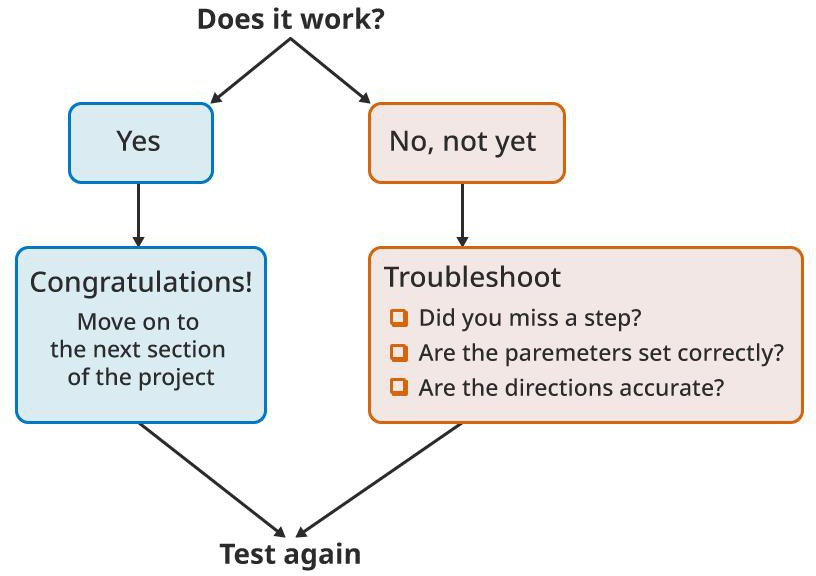 Does it work?
Yes
No, not yet
Congratulations!
Move on to
the next section
of the project
Troubleshoot
Did you miss a step?
Are the paremeters set correctly?
Are the directions accurate?
Test again